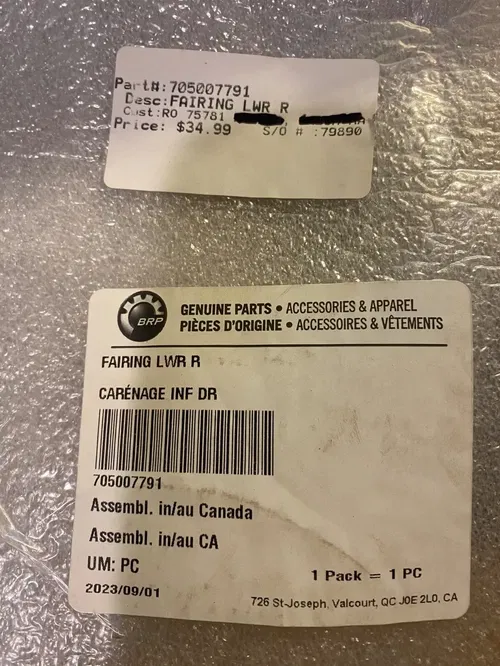 Part#:705007791
Desc:FAIRING LWR R
Cust:RO 75781
Price: $34.99 S/O # :79890
BRP
GENUINE PARTS • ACCESSORIES & APPAREL
PIÈCES D'ORIGINE • ACCESSOIRES & VÊTEMENTS
FAIRING LWR R
CARÉNAGE INF DR
705007791
Assembl. in/au Canada
Assembl. in/au CA
UM: PC
1 Pack = 1 PC
2023/09/01
726 St-Joseph, Valcourt, QC J0E 2L0, CA